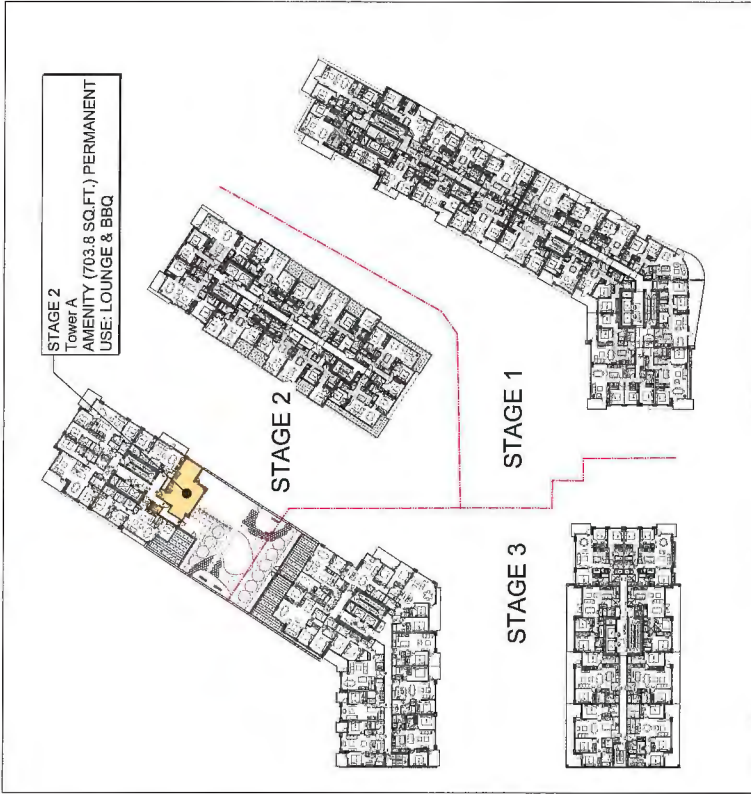 STAGE 2
Tower A
AMENITY (703.8 SQ.FT.) PERMANENT
USE: LOUNGE & BBQ
STAGE 2
STAGE 1
STAGE 3